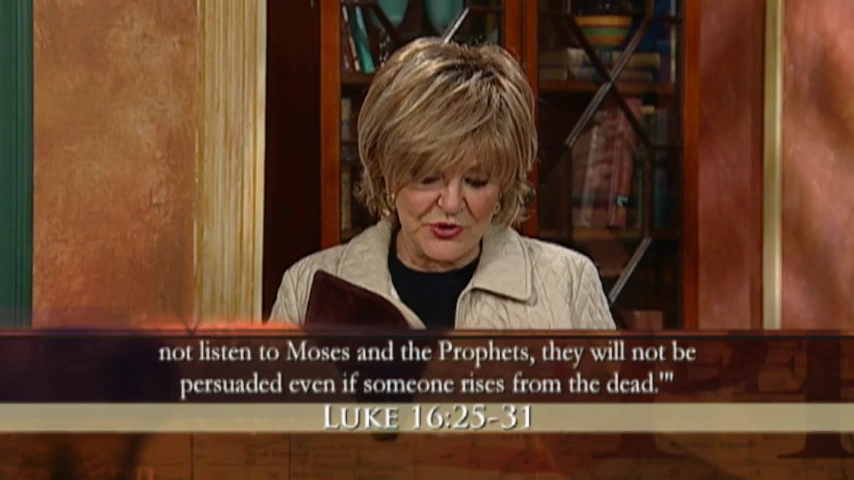 not listen to Moses and the Prophets, they will not be
persuaded even if someone rises from the dead.'"
LUKE 16:25-31